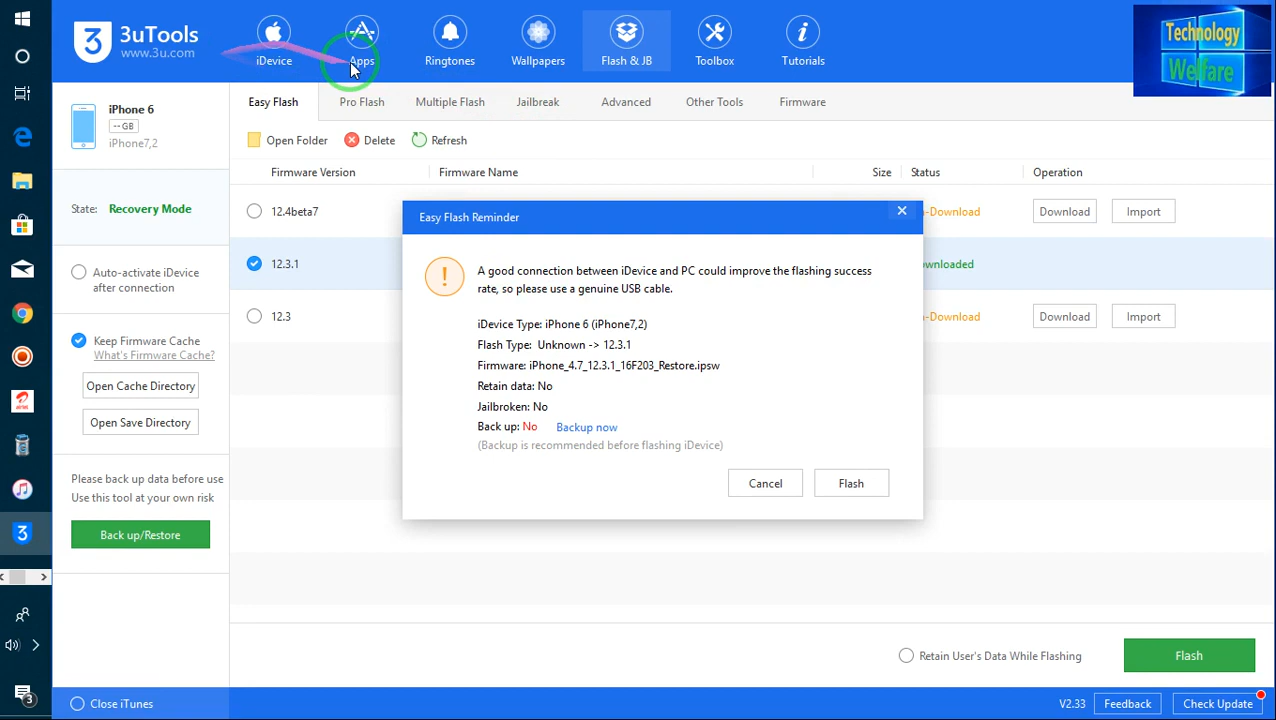 3uTools
www.3u.com
iDevice
Apps
Ringtones
Wallpapers
Flash & JB
Toolbox
Tutorials
Technology
Welfare
iPhone 6
-- GB
iPhone7,2
Easy Flash
Pro Flash
Multiple Flash
Jailbreak
Advanced
Other Tools
Firmware
Open Folder
Delete
Refresh
Firmware Version
Firmware Name
Size
Status
Operation
State: Recovery Mode
12.4beta7
-Download
Download
Import
Auto-activate iDevice
after connection
12.3.1
wnloaded
12.3
-Download
Download
Import
Keep Firmware Cache
What's Firmware Cache?
Open Cache Directory
Open Save Directory
Please back up data before use
Use this tool at your own risk
Back up/Restore
Easy Flash Reminder
A good connection between iDevice and PC could improve the flashing success
rate, so please use a genuine USB cable.
iDevice Type: iPhone 6 (iPhone7,2)
Flash Type: Unknown -> 12.3.1
Firmware: iPhone_4.7_12.3.1_16F203_Restore.ipsw
Retain data: No
Jailbroken: No
Back up: No Backup now
(Backup is recommended before flashing iDevice)
Cancel
Flash
Retain User's Data While Flashing
Flash
Close iTunes
V2.33
Feedback
Check Update
airtel
3
3